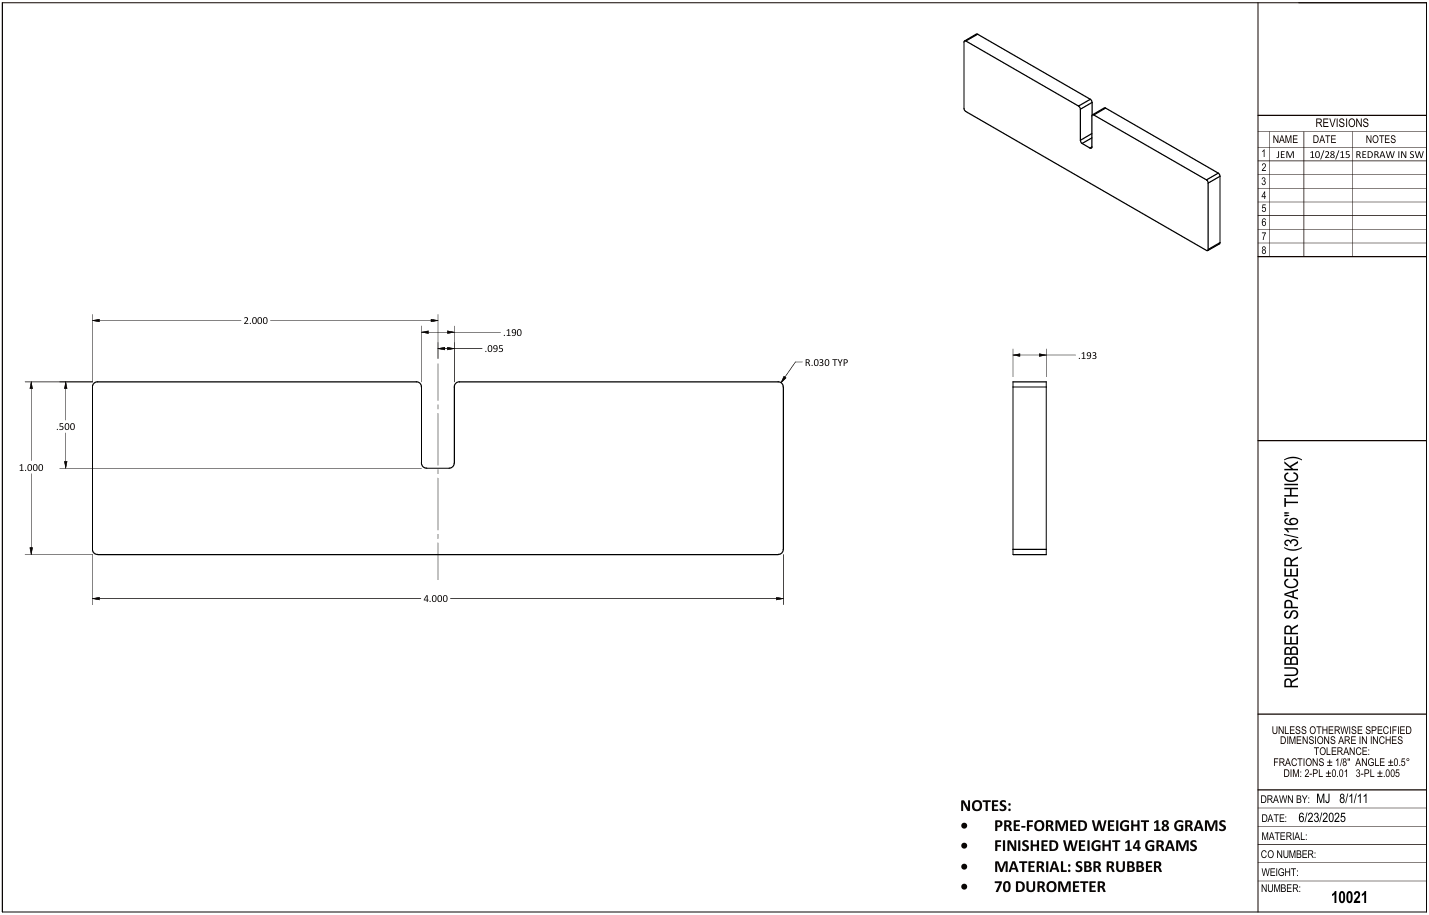 REVISIONS
NAME DATE NOTES
1 JEM 10/28/15 REDRAW IN SW
2
3
4
5
6
7
8
2.000
.190
.095
R.030 TYP
.193
.500
1.000
4.000
RUBBER SPACER (3/16" THICK)
UNLESS OTHERWISE SPECIFIED
DIMENSIONS ARE IN INCHES
TOLERANCE:
FRACTIONS ± 1/8" ANGLE ±0.5°
DIM: 2-PL ±0.01 3-PL ±.005
DRAWN BY: MJ 8/1/11
DATE: 6/23/2025
MATERIAL:
CO NUMBER:
WEIGHT:
NUMBER: 10021
NOTES:
• PRE-FORMED WEIGHT 18 GRAMS
• FINISHED WEIGHT 14 GRAMS
• MATERIAL: SBR RUBBER
• 70 DUROMETER